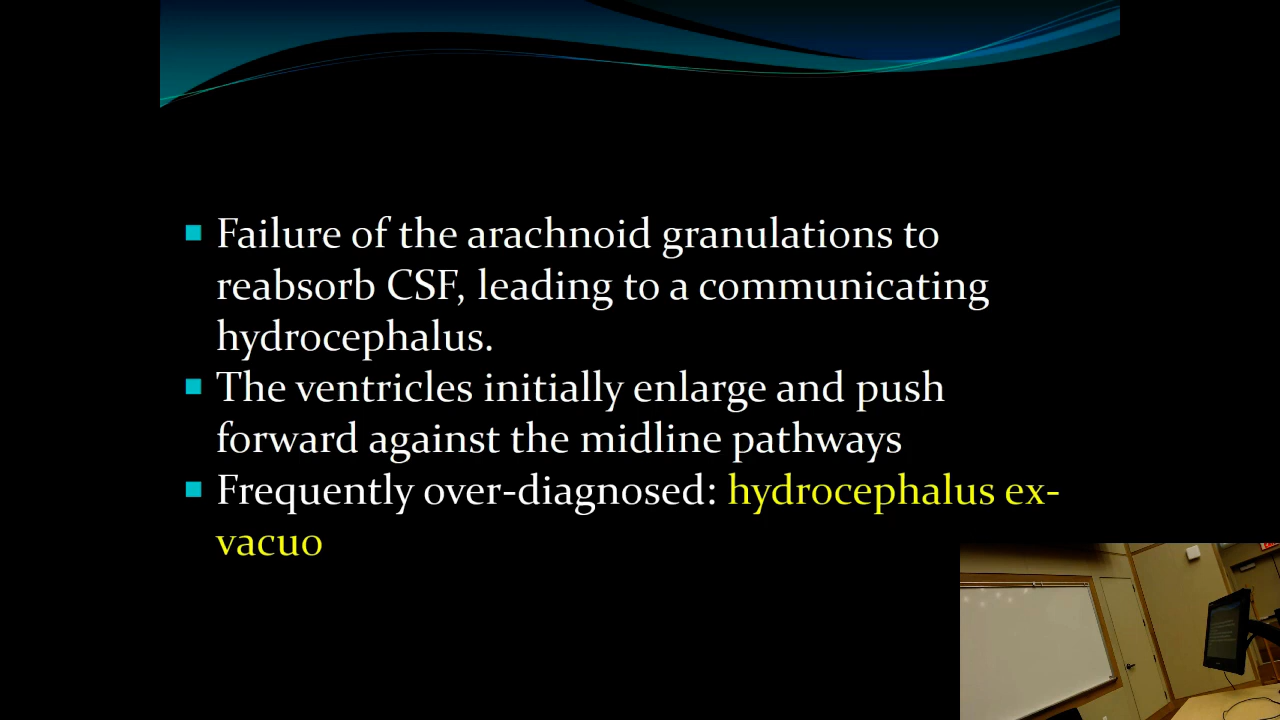 Failure of the arachnoid granulations to
reabsorb CSF, leading to a communicating
hydrocephalus.
The ventricles initially enlarge and push
forward against the midline pathways
Frequently over-diagnosed: hydrocephalus ex-
vacuo